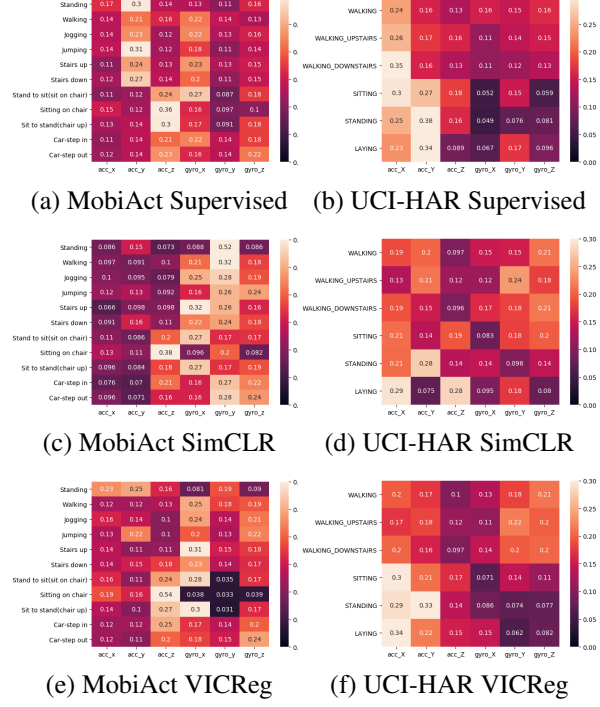 Standing 0.17 0.3 0.14 0.13 0.11 0.16
Walking 0.14 0.21 0.16 0.22 0.14 0.13
Jogging 0.14 0.23 0.12 0.22 0.13 0.16
Jumping 0.14 0.31 0.12 0.18 0.11 0.14
Stairs up 0.11 0.24 0.13 0.23 0.13 0.15
Stairs down 0.12 0.27 0.14 0.2 0.11 0.15
Stand to sit(sit on chair) 0.11 0.12 0.24 0.27 0.087 0.18
Sitting on chair 0.15 0.12 0.36 0.16 0.097 0.1
Sit to stand(chair up) 0.13 0.14 0.3 0.17 0.091 0.18
Car-step in 0.11 0.14 0.21 0.22 0.14 0.18
Car-step out 0.12 0.14 0.23 0.16 0.14 0.22
acc_x acc_y acc_z gyro_x gyro_y gyro_z
(a) MobiAct Supervised
WALKING 0.24 0.16 0.13 0.16 0.16 0.16
WALKING_UPSTAIRS 0.26 0.17 0.16 0.11 0.14 0.15
WALKING_DOWNSTAIRS 0.35 0.16 0.13 0.11 0.12 0.13
SITTING 0.3 0.27 0.18 0.052 0.15 0.059
STANDING 0.25 0.38 0.16 0.049 0.076 0.081
LAYING 0.23 0.34 0.089 0.067 0.17 0.096
acc_X acc_Y acc_Z gyro_X gyro_Y gyro_Z
0.25
0.20
0.15
0.10
0.05
0.00
(b) UCI-HAR Supervised
Standing 0.086 0.15 0.073 0.088 0.52 0.086
Walking 0.097 0.091 0.1 0.21 0.32 0.18
Jogging 0.1 0.095 0.079 0.25 0.28 0.19
Jumping 0.12 0.13 0.092 0.16 0.26 0.24
Stairs up 0.066 0.098 0.098 0.32 0.26 0.16
Stairs down 0.091 0.16 0.11 0.22 0.24 0.18
Stand to sit(sit on chair) 0.11 0.086 0.2 0.27 0.17 0.17
Sitting on chair 0.13 0.11 0.38 0.096 0.2 0.082
Sit to stand(chair up) 0.096 0.084 0.18 0.27 0.17 0.19
Car-step in 0.076 0.07 0.21 0.16 0.27 0.22
Car-step out 0.096 0.071 0.16 0.16 0.28 0.24
acc_x acc_y acc_z gyro_x gyro_y gyro_z
(c) MobiAct SimCLR
WALKING 0.19 0.2 0.097 0.15 0.15 0.21
WALKING_UPSTAIRS 0.13 0.21 0.12 0.12 0.24 0.18
WALKING_DOWNSTAIRS 0.19 0.15 0.096 0.17 0.18 0.21
SITTING 0.21 0.14 0.19 0.083 0.18 0.2
STANDING 0.21 0.28 0.14 0.14 0.098 0.14
LAYING 0.29 0.075 0.28 0.095 0.18 0.08
acc_X acc_Y acc_Z gyro_X gyro_Y gyro_Z
0.30
0.25
0.20
0.15
0.10
0.05
0.00
(d) UCI-HAR SimCLR
Standing 0.23 0.25 0.16 0.081 0.19 0.09
Walking 0.12 0.12 0.13 0.25 0.18 0.19
Jogging 0.16 0.14 0.1 0.24 0.14 0.21
Jumping 0.13 0.22 0.1 0.2 0.13 0.22
Stairs up 0.14 0.11 0.11 0.31 0.15 0.18
Stairs down 0.14 0.15 0.13 0.23 0.14 0.17
Stand to sit(sit on chair) 0.16 0.11 0.24 0.28 0.035 0.17
Sitting on chair 0.19 0.16 0.54 0.038 0.033 0.039
Sit to stand(chair up) 0.14 0.1 0.27 0.3 0.031 0.17
Car-step in 0.12 0.12 0.25 0.17 0.14 0.2
Car-step out 0.12 0.11 0.2 0.18 0.15 0.24
acc_x acc_y acc_z gyro_x gyro_y gyro_z
(e) MobiAct VICReg
WALKING 0.2 0.17 0.1 0.13 0.18 0.21
WALKING_UPSTAIRS 0.17 0.18 0.12 0.11 0.22 0.2
WALKING_DOWNSTAIRS 0.2 0.16 0.097 0.14 0.2 0.2
SITTING 0.3 0.21 0.17 0.071 0.14 0.11
STANDING 0.29 0.33 0.14 0.086 0.074 0.077
LAYING 0.34 0.22 0.15 0.15 0.062 0.082
acc_X acc_Y acc_Z gyro_X gyro_Y gyro_Z
0.30
0.25
0.20
0.15
0.10
0.05
0.00
(f) UCI-HAR VICReg